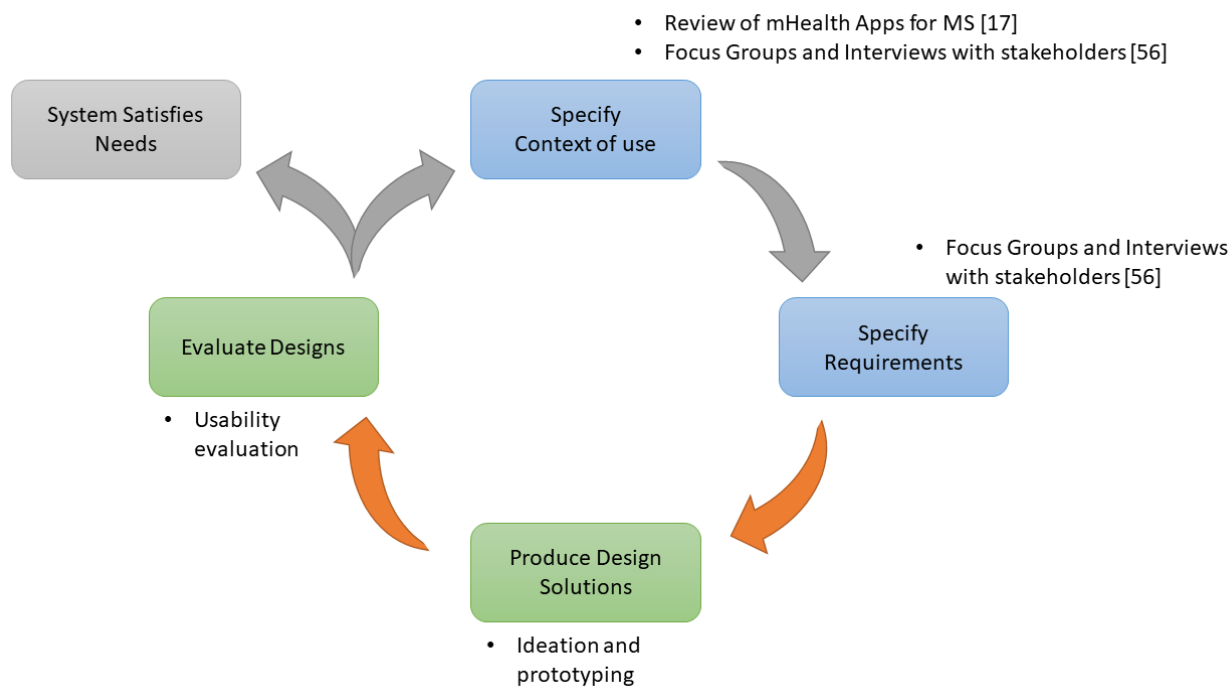 • Review of mHealth Apps for MS [17]
• Focus Groups and Interviews with stakeholders [56]
System Satisfies
Needs
Specify
Context of use
• Focus Groups and Interviews
with stakeholders [56]
Specify
Requirements
Evaluate Designs
• Usability
evaluation
Produce Design
Solutions
• Ideation and
prototyping